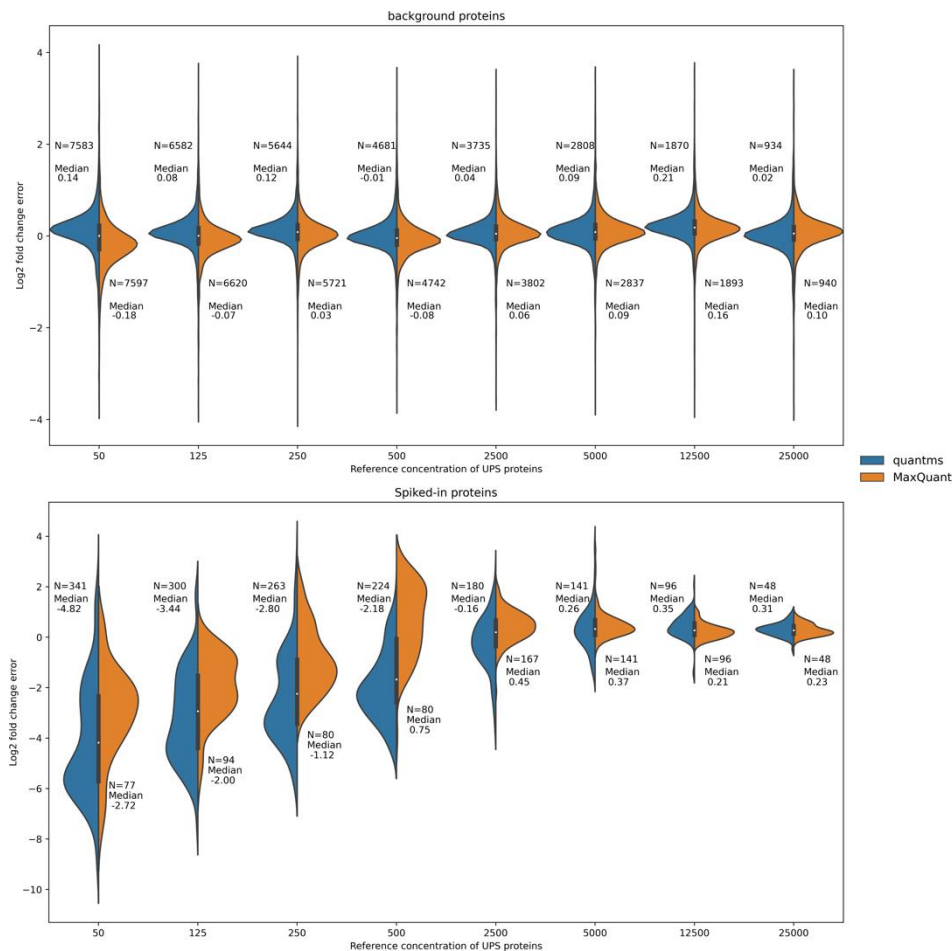 background proteins
Log2 fold change error
4
2
0
−2
−4
N=7583
Median
0.14
N=6582
Median
0.08
N=5644
Median
0.12
N=4681
Median
-0.01
N=3735
Median
0.04
N=2808
Median
0.09
N=1870
Median
0.21
N=934
Median
0.02
N=7597
Median
-0.18
N=6620
Median
-0.07
N=5721
Median
0.03
N=4742
Median
-0.08
N=3802
Median
0.06
N=2837
Median
0.09
N=1893
Median
0.16
N=940
Median
0.10
50 125 250 500 2500 5000 12500 25000
Reference concentration of UPS proteins
quantms
MaxQuant
Spiked-in proteins
Log2 fold change error
4
2
0
−2
−4
−6
−8
−10
N=341
Median
-4.82
N=300
Median
-3.44
N=263
Median
-2.80
N=224
Median
-2.18
N=180
Median
-0.16
N=141
Median
0.26
N=96
Median
0.35
N=48
Median
0.31
N=77
Median
-2.72
N=94
Median
-2.00
N=80
Median
-1.12
N=80
Median
0.75
N=167
Median
0.45
N=141
Median
0.37
N=96
Median
0.21
N=48
Median
0.23
50 125 250 500 2500 5000 12500 25000
Reference concentration of UPS proteins